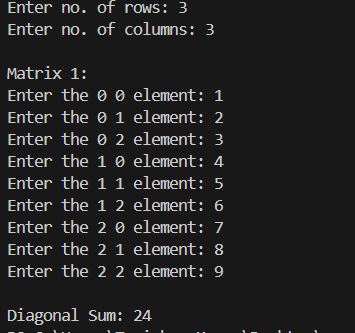 Enter no. of rows: 3
Enter no. of columns: 3
Matrix 1:
Enter the 0 0 element: 1
Enter the 0 1 element: 2
Enter the 0 2 element: 3
Enter the 1 0 element: 4
Enter the 1 1 element: 5
Enter the 1 2 element: 6
Enter the 2 0 element: 7
Enter the 2 1 element: 8
Enter the 2 2 element: 9
Diagonal Sum: 24